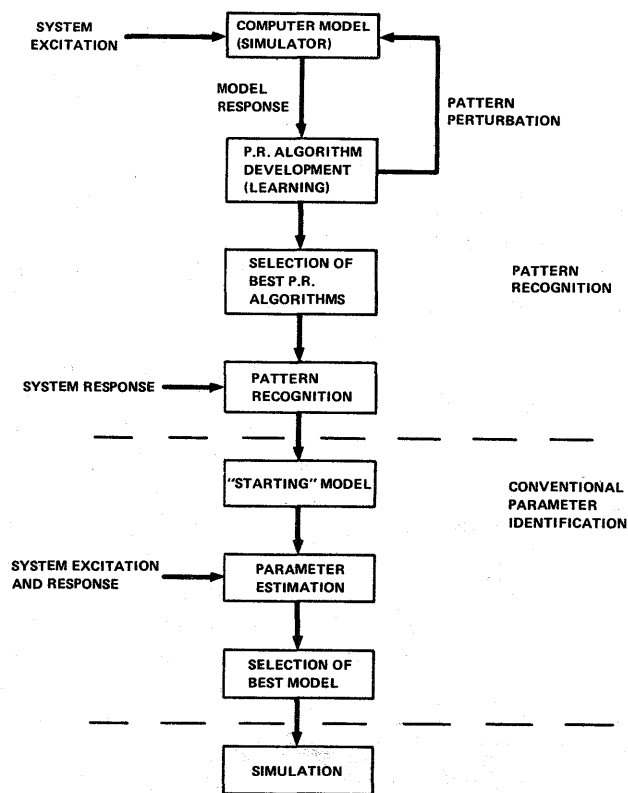 SYSTEM
EXCITATION
COMPUTER MODEL
(SIMULATOR)
MODEL
RESPONSE
PATTERN
PERTURBATION
P.R. ALGORITHM
DEVELOPMENT
(LEARNING)
SELECTION OF
BEST P.R.
ALGORITHMS
PATTERN
RECOGNITION
SYSTEM RESPONSE
PATTERN
RECOGNITION
"STARTING" MODEL
CONVENTIONAL
PARAMETER
IDENTIFICATION
SYSTEM EXCITATION
AND RESPONSE
PARAMETER
ESTIMATION
SELECTION OF
BEST MODEL
SIMULATION